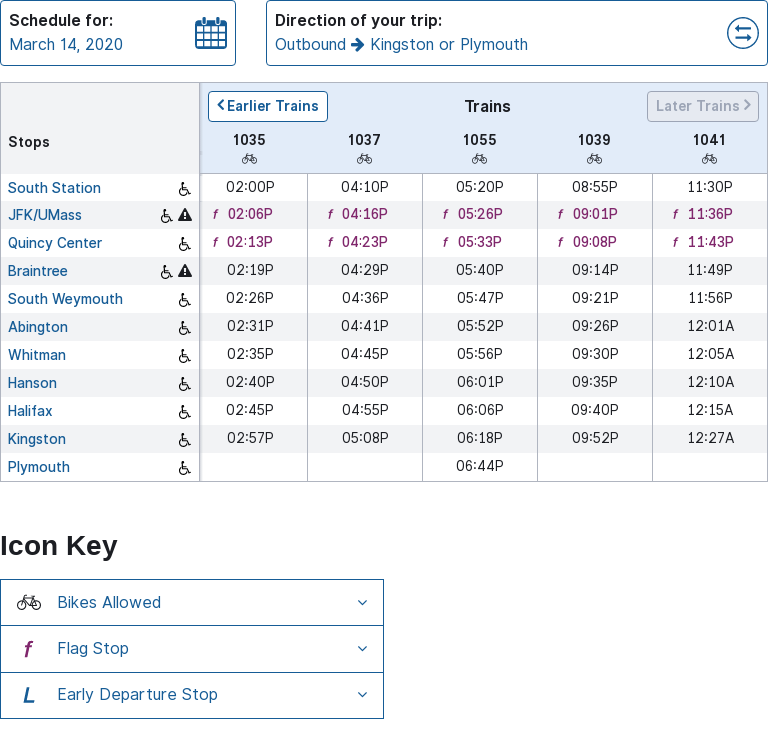 Schedule for:
March 14, 2020
Direction of your trip:
Outbound Kingston or Plymouth
Earlier Trains Trains Later Trains
Stops 1035 1037 1055 1039 1041
South Station 02:00P 04:10P 05:20P 08:55P 11:30P
JFK/UMass f 02:06P f 04:16P f 05:26P f 09:01P f 11:36P
Quincy Center f 02:13P f 04:23P f 05:33P f 09:08P f 11:43P
Braintree 02:19P 04:29P 05:40P 09:14P 11:49P
South Weymouth 02:26P 04:36P 05:47P 09:21P 11:56P
Abington 02:31P 04:41P 05:52P 09:26P 12:01A
Whitman 02:35P 04:45P 05:56P 09:30P 12:05A
Hanson 02:40P 04:50P 06:01P 09:35P 12:10A
Halifax 02:45P 04:55P 06:06P 09:40P 12:15A
Kingston 02:57P 05:08P 06:18P 09:52P 12:27A
Plymouth 06:44P
Icon Key
Bikes Allowed
f Flag Stop
L Early Departure Stop